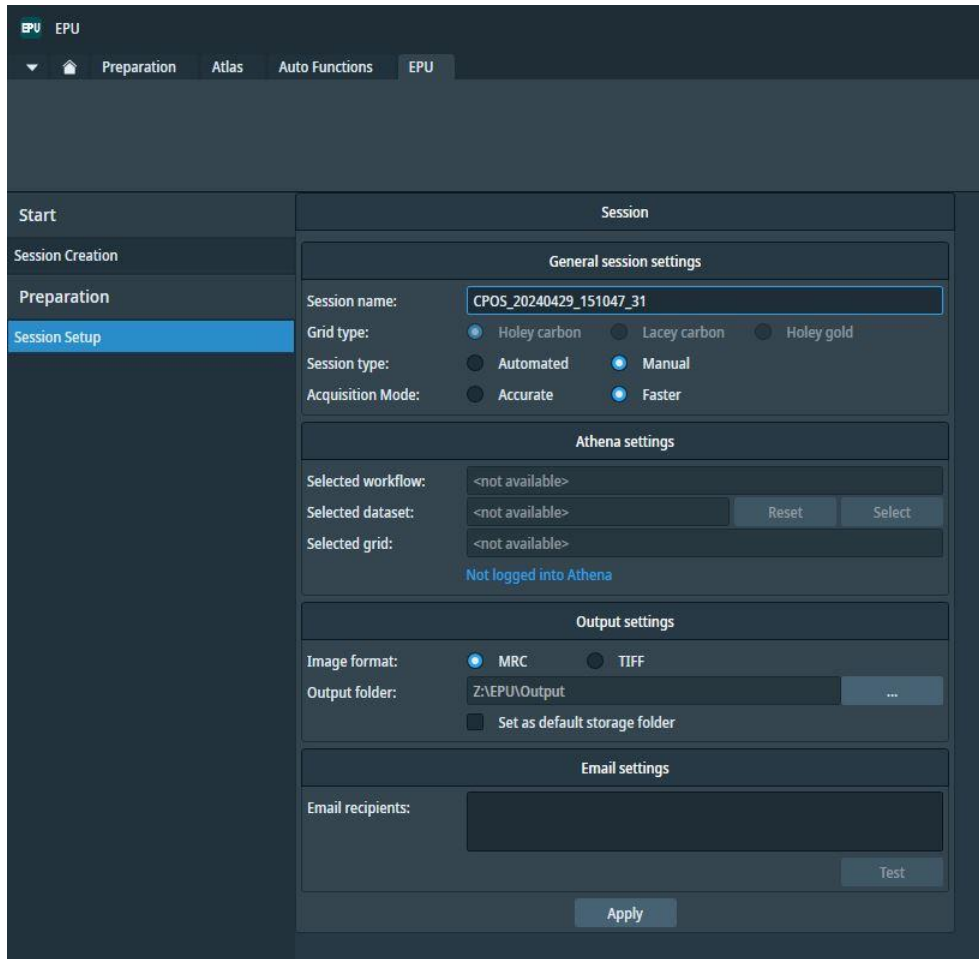 EPU EPU
Preparation Atlas Auto Functions EPU
Start
Session Creation
Preparation
Session Setup
Session
General session settings
Session name: CPOS_20240429_151047_31
Grid type: Holey carbon Lacey carbon Holey gold
Session type: Automated Manual
Acquisition Mode: Accurate Faster
Athena settings
Selected workflow: <not available>
Selected dataset: <not available> Reset Select
Selected grid: <not available>
Not logged into Athena
Output settings
Image format: MRC TIFF
Output folder: Z:\EPU\Output ...
Set as default storage folder
Email settings
Email recipients:
Test
Apply